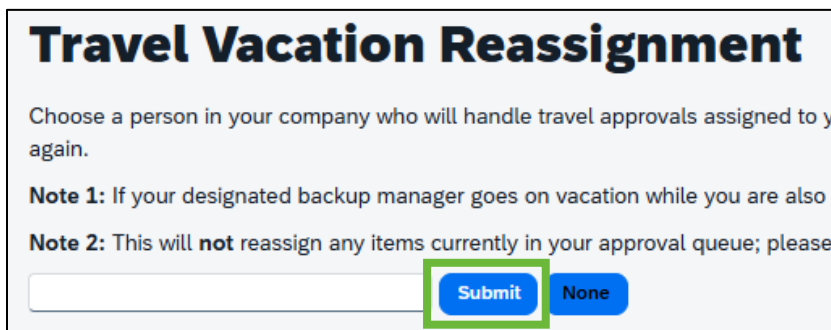 Travel Vacation Reassignment
Choose a person in your company who will handle travel approvals assigned to
again.
Note 1: If your designated backup manager goes on vacation while you are also
Note 2: This will not reassign any items currently in your approval queue; please
Submit None